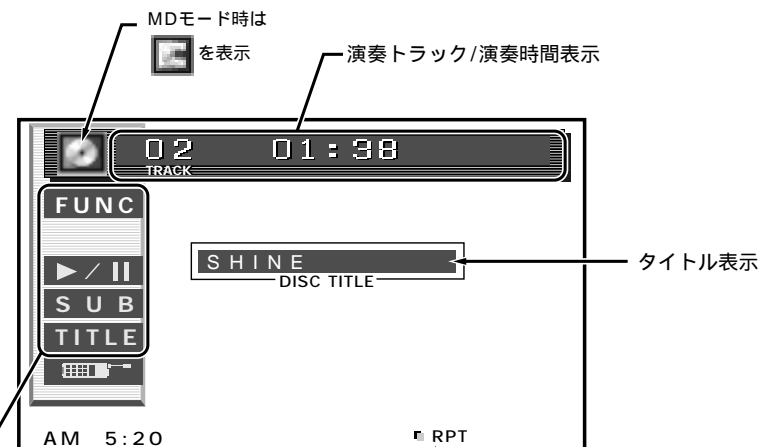 MDモード時は
を表示
演奏トラック/演奏時間表示
02 01:38
TRACK
FUNC
SHINE
DISC TITLE
タイトル表示
▶/II
SUB
TITLE
AM 5:20
RPT